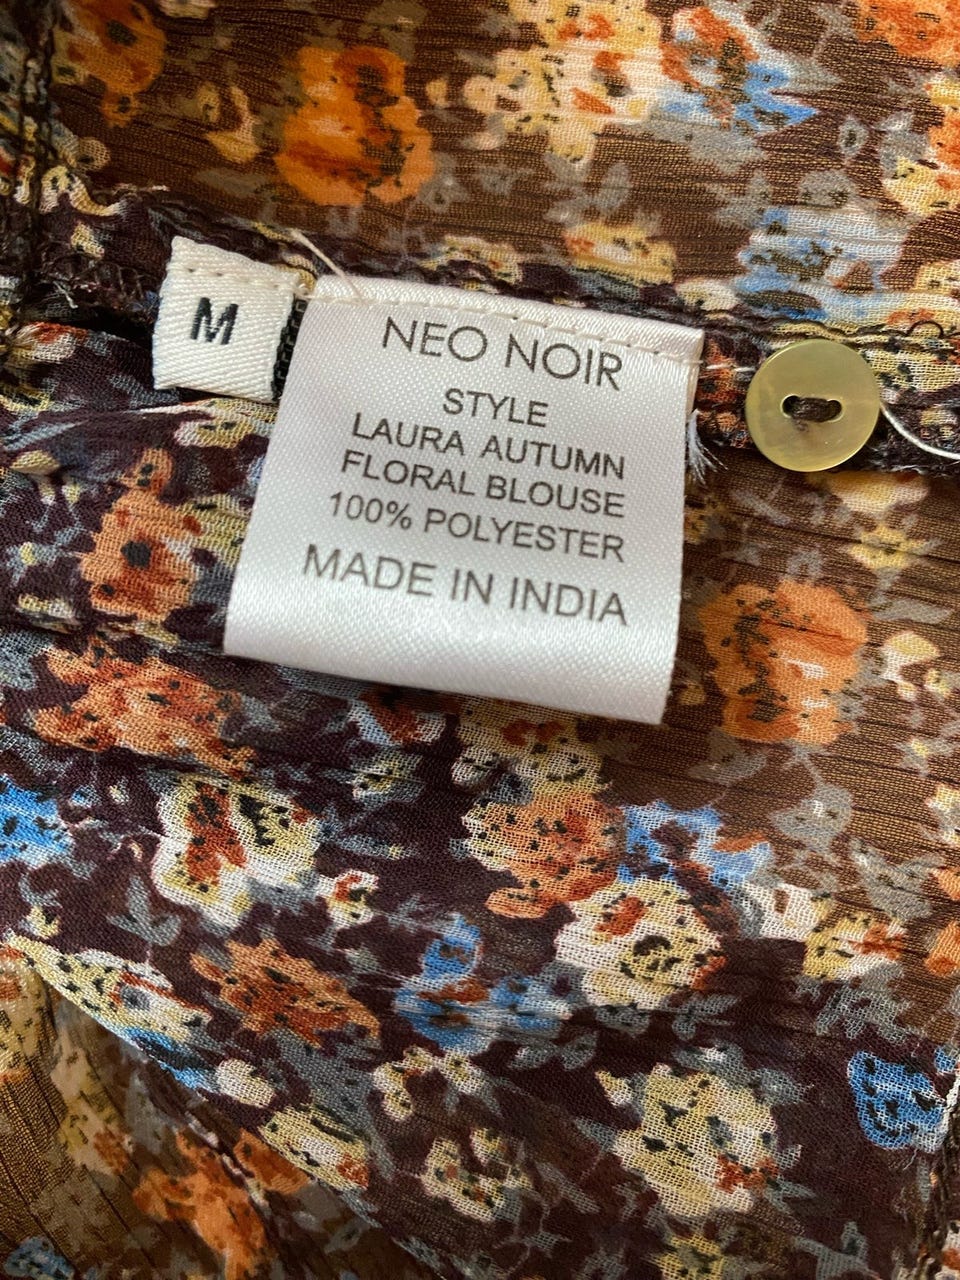 M
NEO NOIR
STYLE
LAURA AUTUMN
FLORAL BLOUSE
100% POLYESTER
MADE IN INDIA